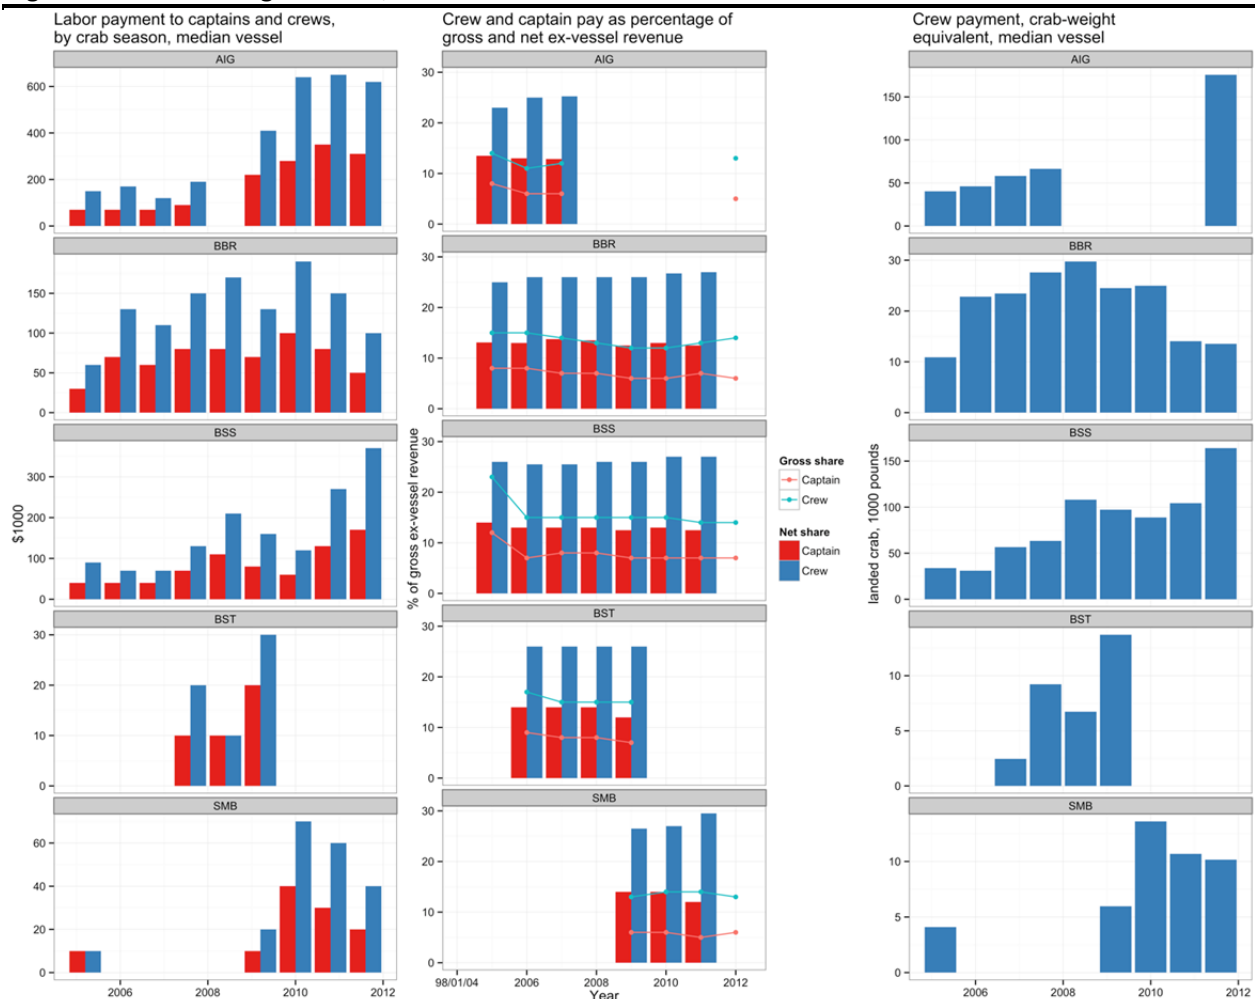 Labor payment to captains and crews,
by crab season, median vessel
AIG
600
400
200
0
BBR
150
100
50
0
BSS
300
200
100
0
BST
30
20
10
0
SMB
60
40
20
0
2006 2008 2010 2012
$1000
Crew and captain pay as percentage of
gross and net ex-vessel revenue
AIG
30
20
10
0
BBR
30
20
10
0
BSS
30
20
10
0
BST
30
20
10
0
SMB
30
20
10
0
98/01/04 2006 2008 2010 2012
Year
% of gross ex-vessel revenue
Gross share
Captain
Crew
Net share
Captain
Crew
Crew payment, crab-weight
equivalent, median vessel
AIG
150
100
50
0
BBR
30
20
10
0
BSS
150
100
50
0
BST
10
5
0
SMB
10
5
0
2006 2008 2010 2012
landed crab, 1000 pounds